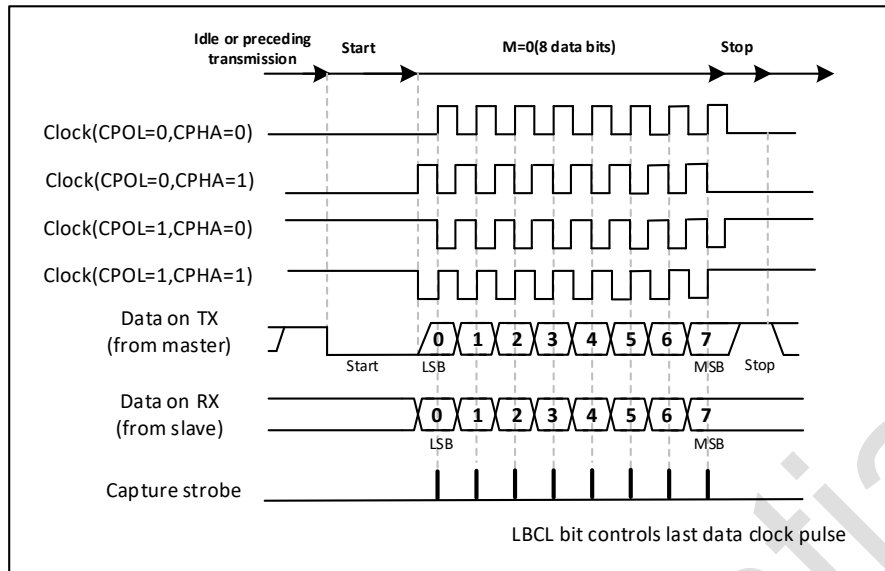 Idle or preceding
transmission
Start
M=0(8 data bits)
Stop
Clock(CPOL=0,CPHA=0)
Clock(CPOL=0,CPHA=1)
Clock(CPOL=1,CPHA=0)
Clock(CPOL=1,CPHA=1)
Data on TX
(from master)
0 1 2 3 4 5 6 7
Start
LSB
MSB
Stop
Data on RX
(from slave)
0 1 2 3 4 5 6 7
LSB
MSB
Capture strobe
LBCL bit controls last data clock pulse